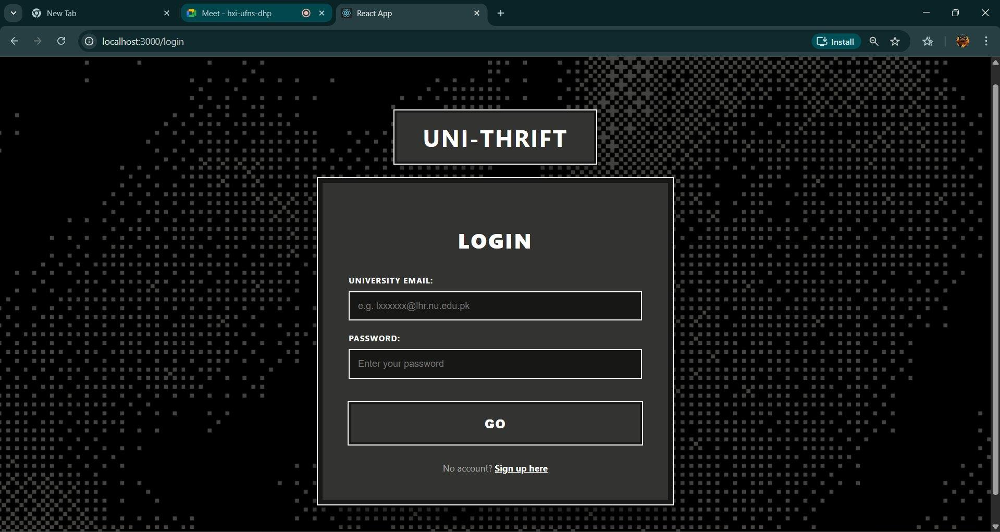 New Tab
Meet - hxi-ufns-dhp
React App
localhost:3000/login
Install
UNI-THRIFT
LOGIN
UNIVERSITY EMAIL:
e.g. lxxxxxx@lhr.nu.edu.pk
PASSWORD:
Enter your password
GO
No account? Sign up here